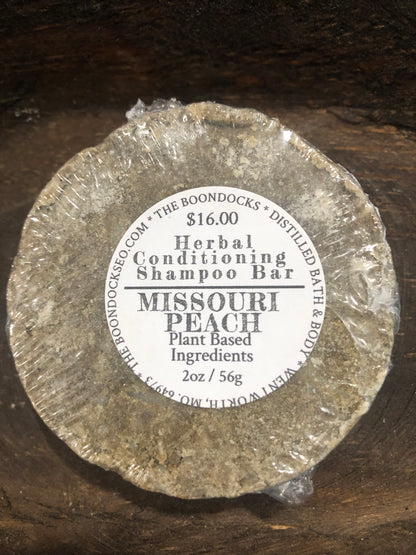 * THE BOONDOCKS * DISTILLED BATH & BODY * WENTWORTH, MO. 64873 * THE BOONDOCKSEO.COM
$16.00
Herbal
Conditioning
Shampoo Bar
MISSOURI
PEACH
Plant Based
Ingredients
2oz / 56g